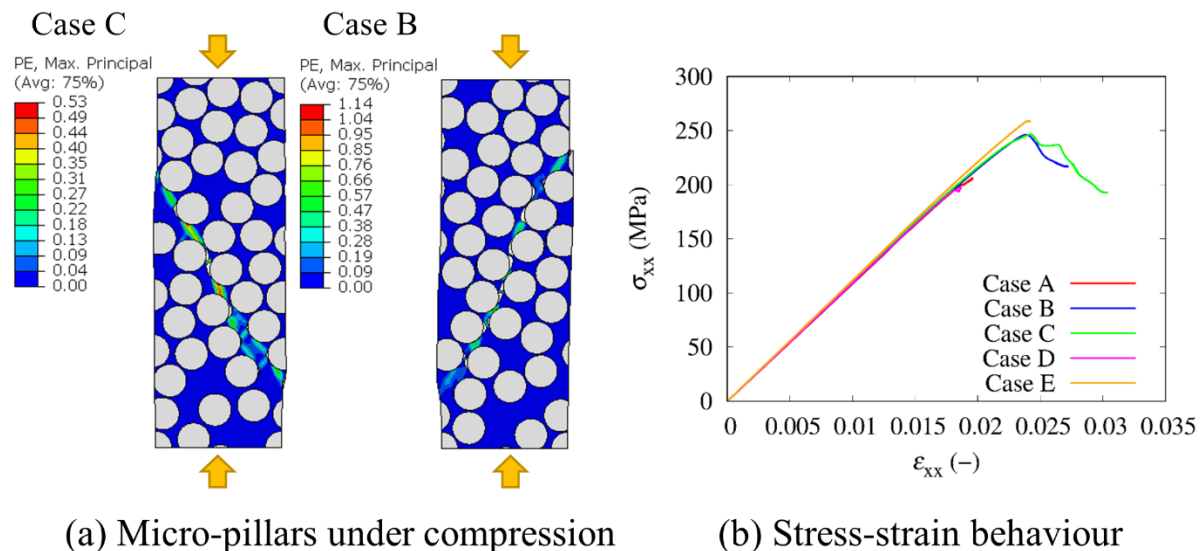 Case C
PE, Max. Principal
(Avg: 75%)
0.53
0.49
0.44
0.40
0.35
0.31
0.27
0.22
0.18
0.13
0.09
0.04
0.00
Case B
PE, Max. Principal
(Avg: 75%)
1.14
1.04
0.95
0.85
0.76
0.66
0.57
0.47
0.38
0.28
0.19
0.09
0.00
(a) Micro-pillars under compression
300
250
200
150
100
50
0
σxx (MPa)
Case A
Case B
Case C
Case D
Case E
0 0.005 0.01 0.015 0.02 0.025 0.03 0.035
εxx (-)
(b) Stress-strain behaviour